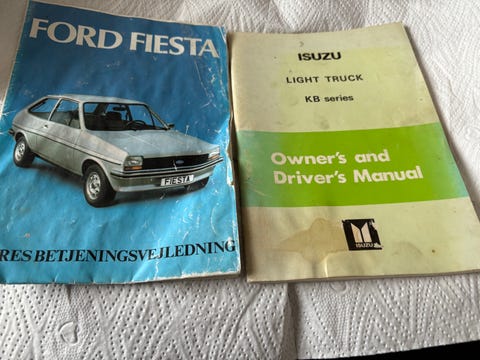 FORD FIESTA
FIESTA
RES BETJENINGSVEJLEDNING
ISUZU
LIGHT TRUCK
KB series
Owner's and
Driver's Manual
ISUZU